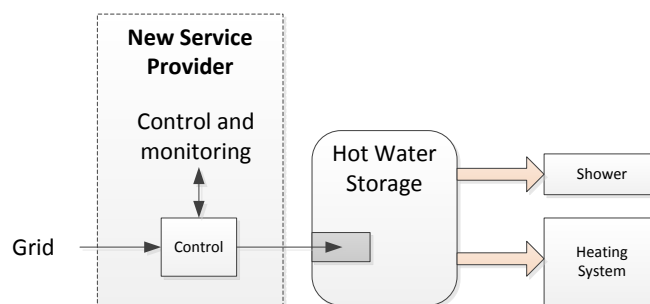 New Service
Provider
Control and
monitoring
Hot Water
Storage
Shower
Grid
Control
Heating
System